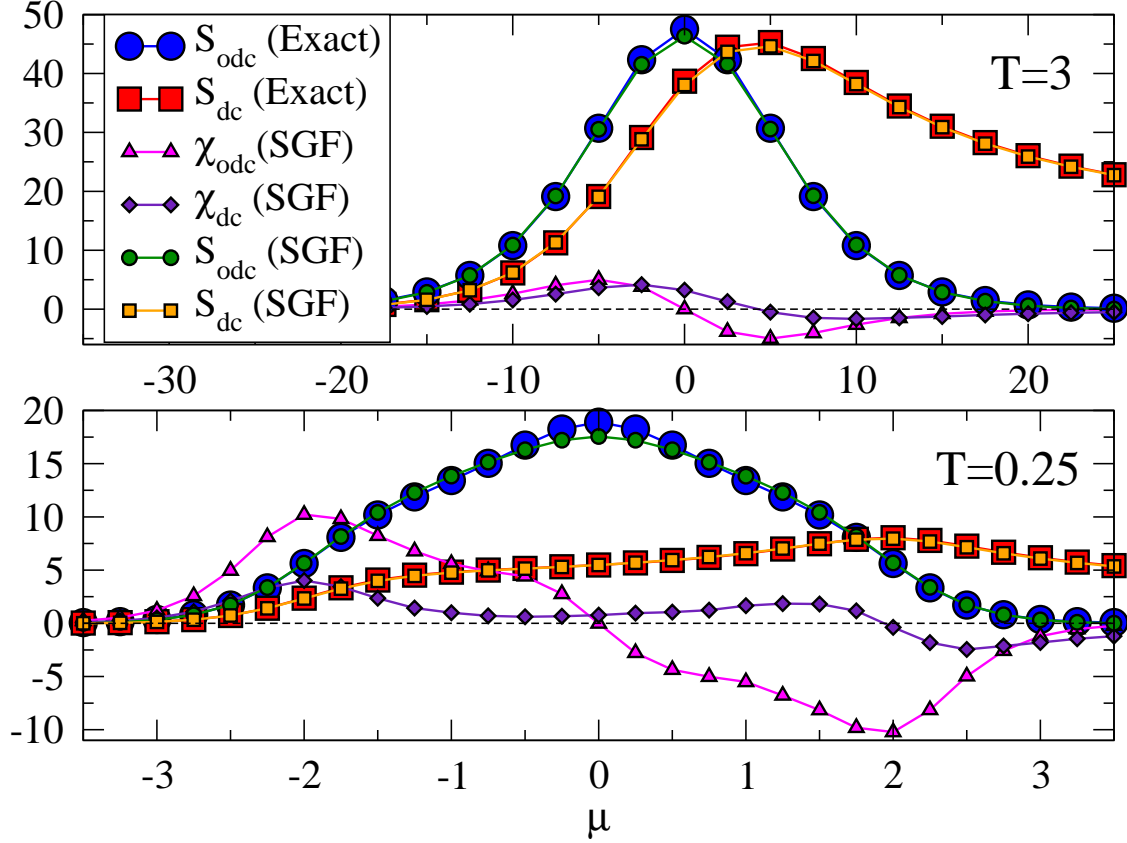 50
40
30
20
10
0
S_odc (Exact)
S_dc (Exact)
χ_odc (SGF)
χ_dc (SGF)
S_odc (SGF)
S_dc (SGF)
T=3
-30 -20 -10 0 10 20
20
15
10
5
0
-5
-10
T=0.25
-3 -2 -1 0 1 2 3
μ